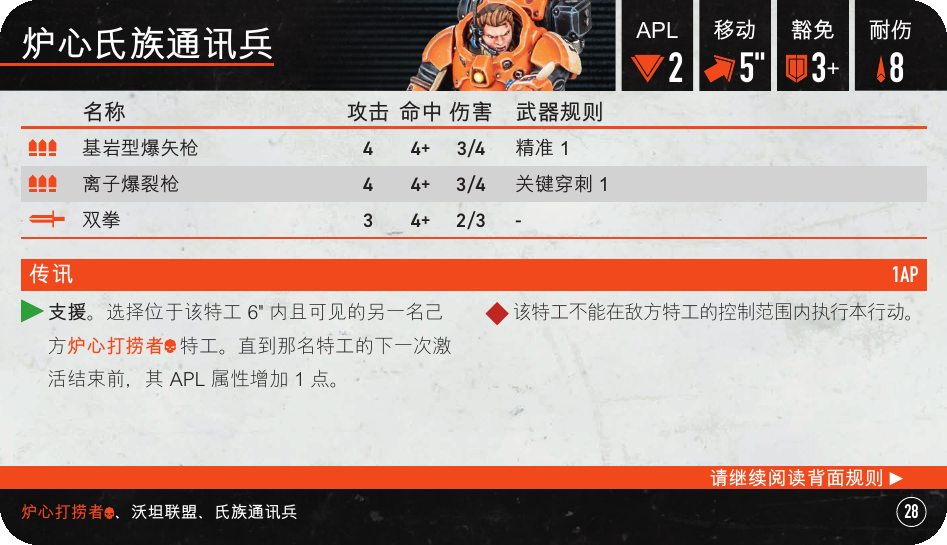 炉心氏族通讯兵
APL 移动 豁免 耐伤
2 5" 3+ 8
名称 攻击 命中 伤害 武器规则
基岩型爆矢枪 4 4+ 3/4 精准 1
离子爆裂枪 4 4+ 3/4 关键穿刺 1
双拳 3 4+ 2/3 -
传讯 1AP
支援。选择位于该特工 6" 内且可见的另一名己
方炉心打捞者特工。直到那名特工的下一次激
活结束前，其 APL 属性增加 1 点。
该特工不能在敌方特工的控制范围内执行本行动。
请继续阅读背面规则
炉心打捞者、沃坦联盟、氏族通讯兵
28